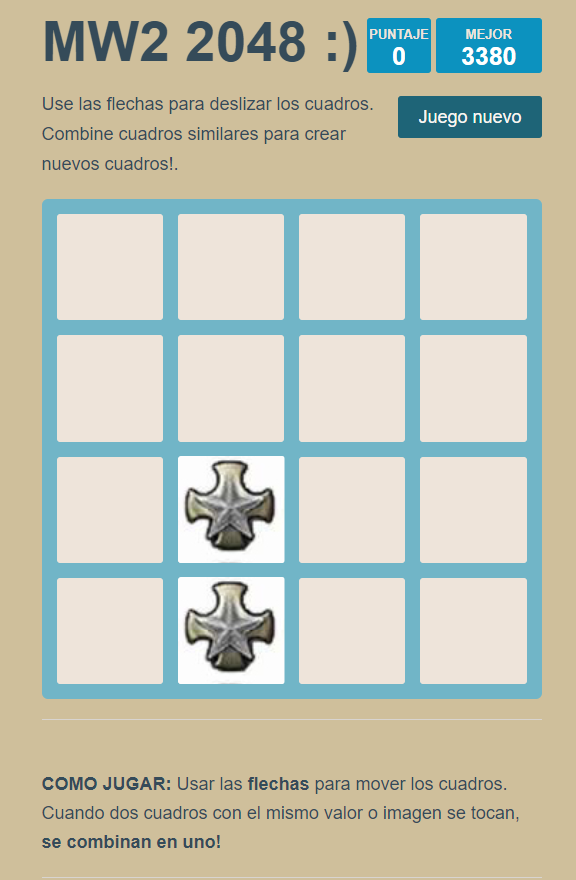 MW2 2048 :)
PUNTAJE
0
MEJOR
3380
Use las flechas para deslizar los cuadros.
Combine cuadros similares para crear
nuevos cuadros!.
Juego nuevo
COMO JUGAR: Usar las flechas para mover los cuadros.
Cuando dos cuadros con el mismo valor o imagen se tocan,
se combinan en uno!